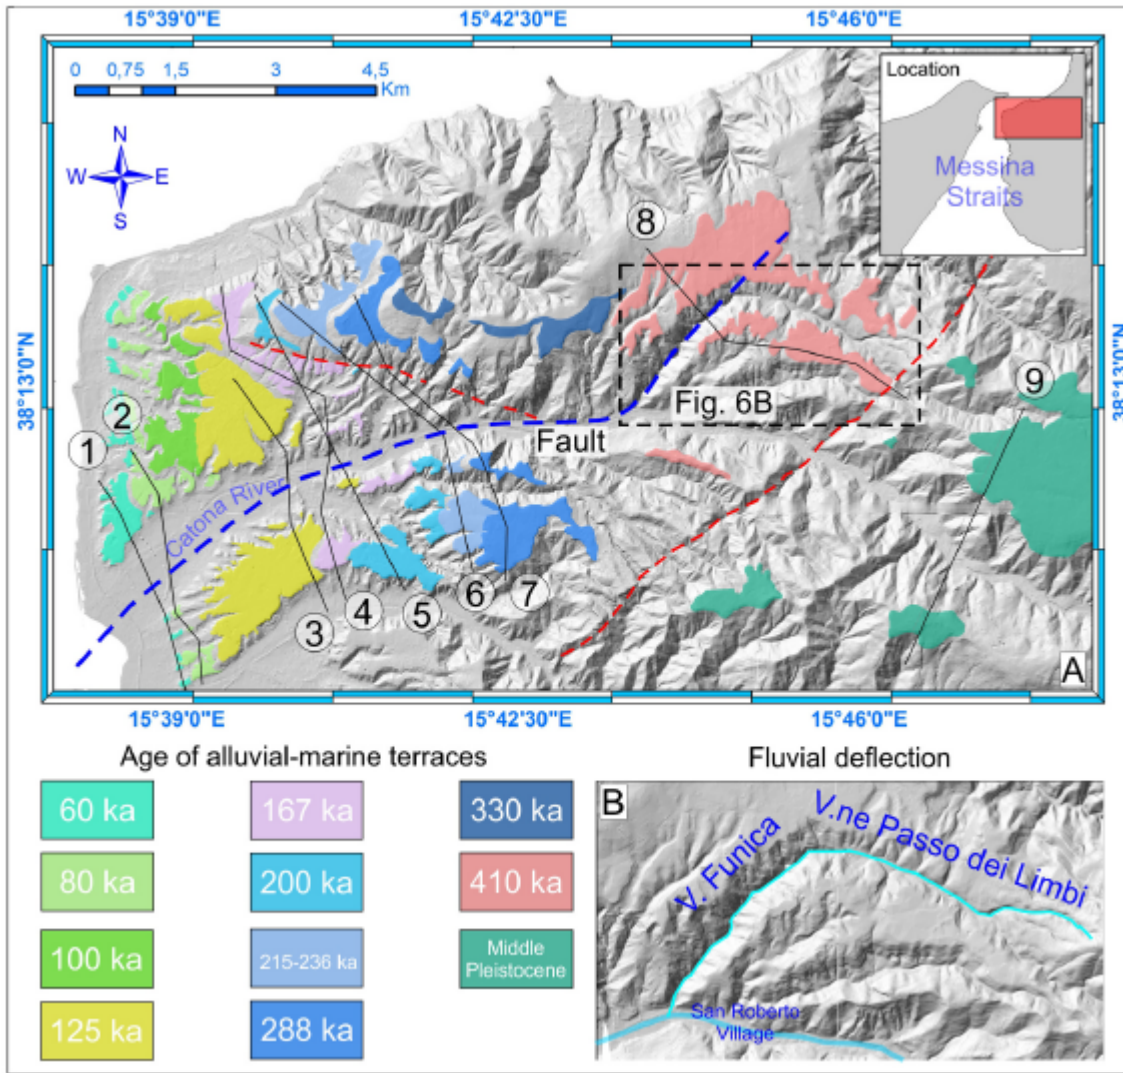 15°39'0"E
15°42'30"E
15°46'0"E
0 0,75 1,5 3 4,5
Km
N
W E
S
Location
Messiha
Straits
8
38°13'0"N
38°13'0"N
2
1
9
Fig. 6B
Fault
Catona River
3
4
5
6
7
A
15°39'0"E
15°42'30"E
15°46'0"E
Age of alluvial-marine terraces
60 ka
167 ka
330 ka
80 ka
200 ka
410 ka
100 ka
215-236 ka
Middle
Pleistocene
125 ka
288 ka
Fluvial deflection
B
V. Funica
V.ne Passo dei Limbi
San Roberto
Village